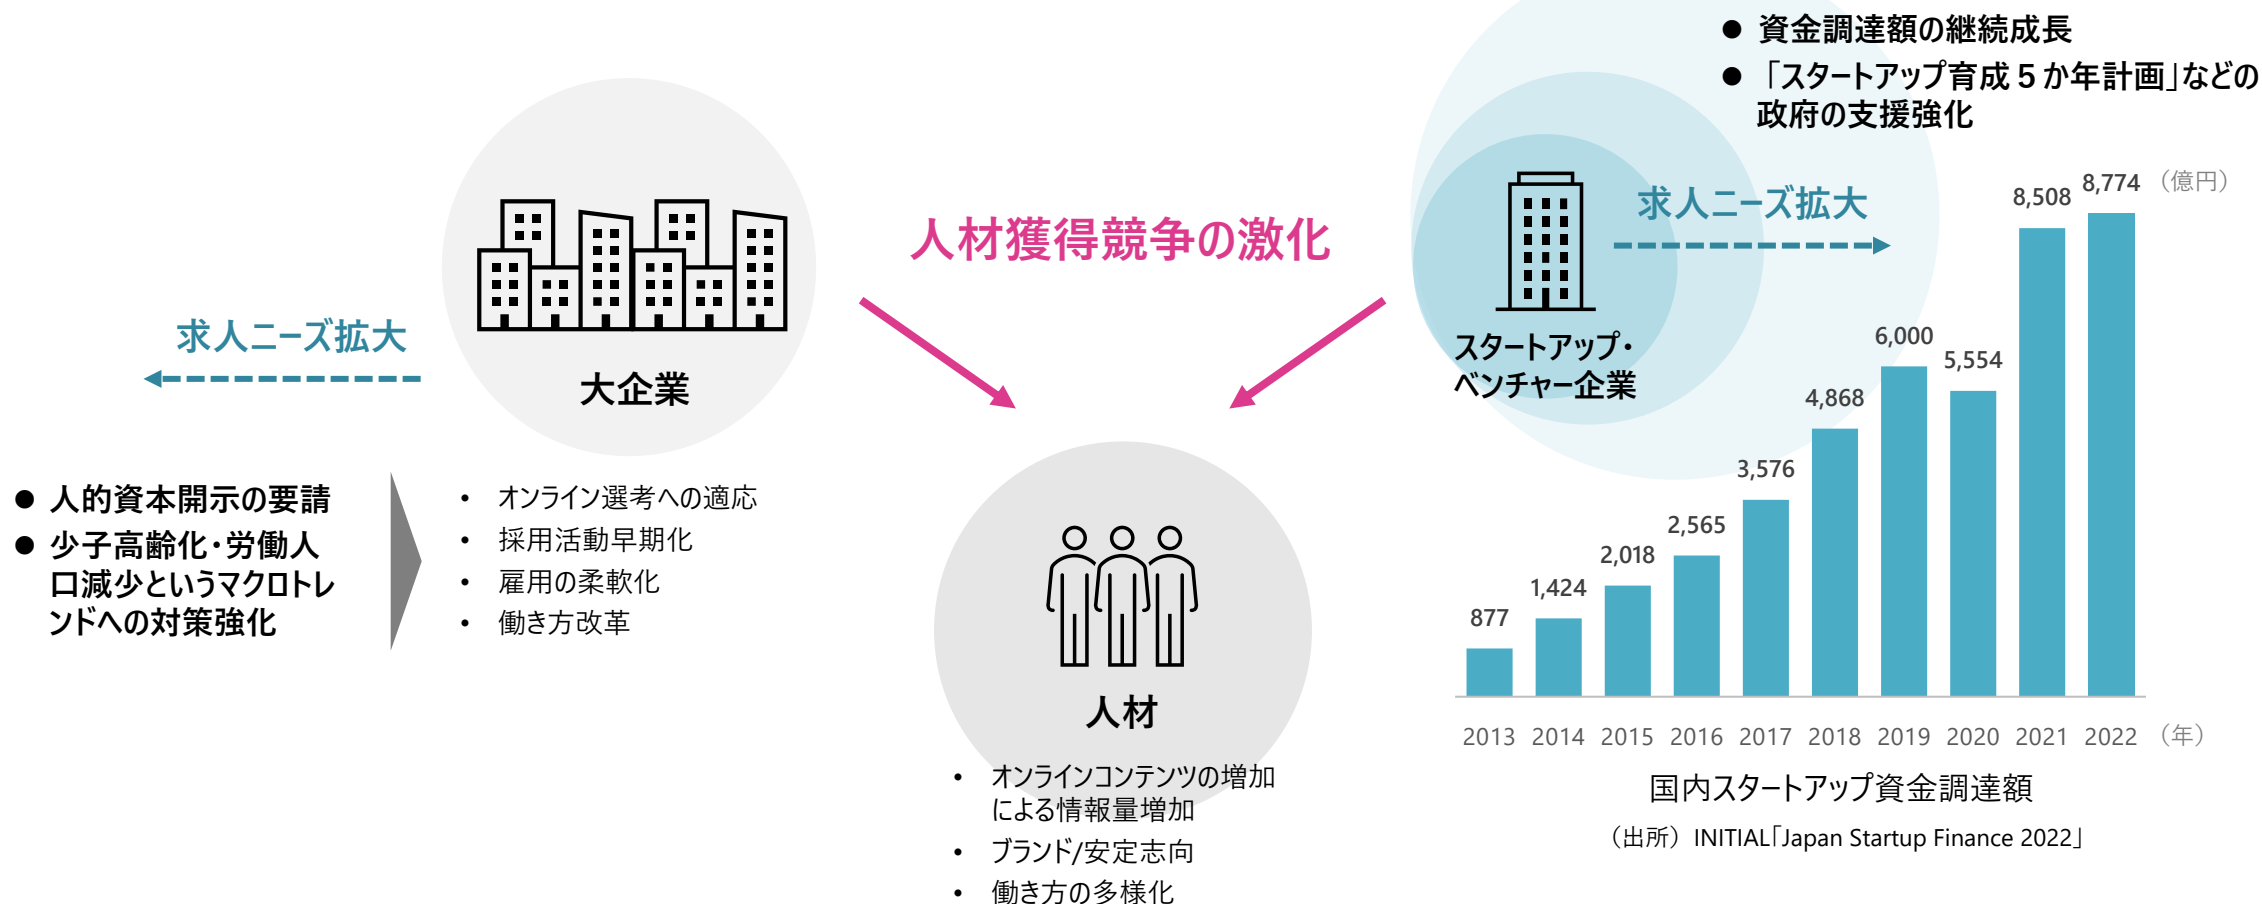 ● 資金調達額の継続成長
● 「スタートアップ育成５か年計画」などの
政府の支援強化
人材獲得競争の激化
求人ニーズ拡大
大企業
● 人的資本開示の要請
● 少子高齢化・労働人
口減少というマクロトレ
ンドへの対策強化
• オンライン選考への適応
• 採用活動早期化
• 雇用の柔軟化
• 働き方改革
人材
• オンラインコンテンツの増加
による情報量増加
• ブランド/安定志向
• 働き方の多様化
求人ニーズ拡大
スタートアップ・
ベンチャー企業
（億円）
877
1,424
2,018
2,565
3,576
4,868
6,000
5,554
8,508
8,774
2013 2014 2015 2016 2017 2018 2019 2020 2021 2022 （年）
国内スタートアップ資金調達額
（出所）INITIAL「Japan Startup Finance 2022」